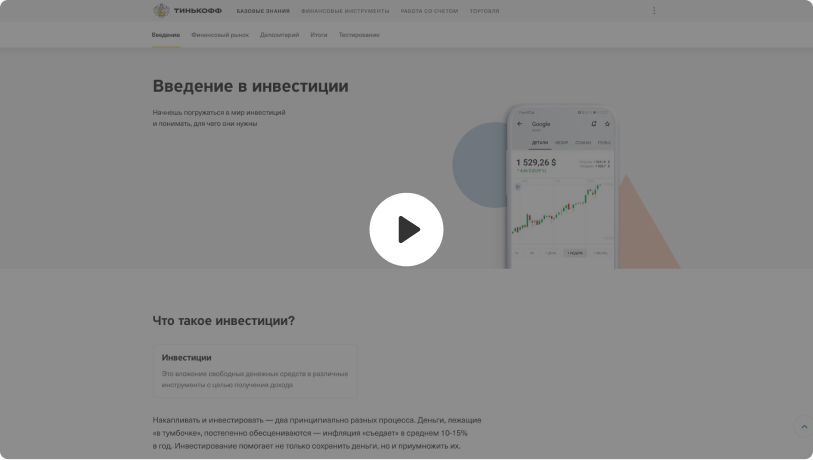 ТИНЬКОФФ БАЗОВЫЕ ЗНАНИЯ ФИНАНСОВЫЕ ИНСТРУМЕНТЫ РАБОТА СО СЧЕТОМ ТОРГОВЛЯ
Введение Финансовый рынок Депозитарий Итоги Тестирование
Введение в инвестиции
Начнешь погружаться в мир инвестиций
и понимать, для чего они нужны
Google
ДЕТАЛИ
1 529,26 $
Что такое инвестиции?
Инвестиции
Это вложение свободных денежных средств в различные
инструменты с целью получения дохода
Накапливать и инвестировать — два принципиально разных процесса. Деньги, лежащие
«в тумбочке», постепенно обесцениваются — инфляция «съедает» в среднем 10-15%
в год. Инвестирование помогает не только сохранить деньги, но и приумножить их.